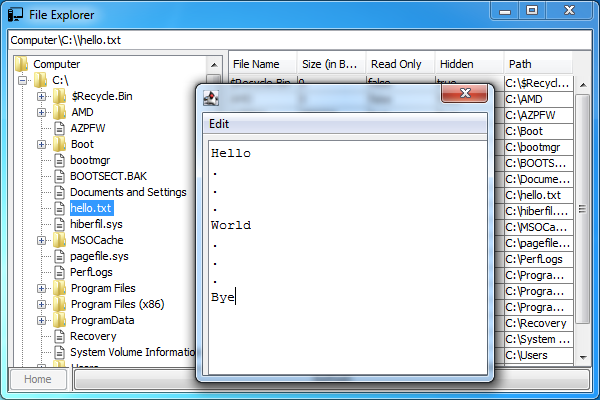 File Explorer
Computer\C:\\hello.txt
Computer
C:\
$Recycle.Bin
AMD
AZPFW
Boot
bootmgr
BOOTSECT.BAK
Documents and Settings
hello.txt
hiberfil.sys
MSOCache
pagefile.sys
PerfLogs
Program Files
Program Files (x86)
ProgramData
Recovery
System Volume Informatio
Users
Home
File Name Size (in B... Read Only Hidden Path
$Recycle.Bin 0 false true C:\$Recycl...
C:\AMD
C:\AZPFW
C:\Boot
C:\bootmgr
C:\BOOTS...
C:\Docume...
C:\hello.txt
C:\hiberfil....
C:\MSOCa...
C:\pagefile...
C:\PerfLogs
C:\Progra...
C:\Progra...
C:\Progra...
C:\Recovery
C:\System ...
C:\Users
Edit
Hello
.
.
.
World
.
.
.
Bye